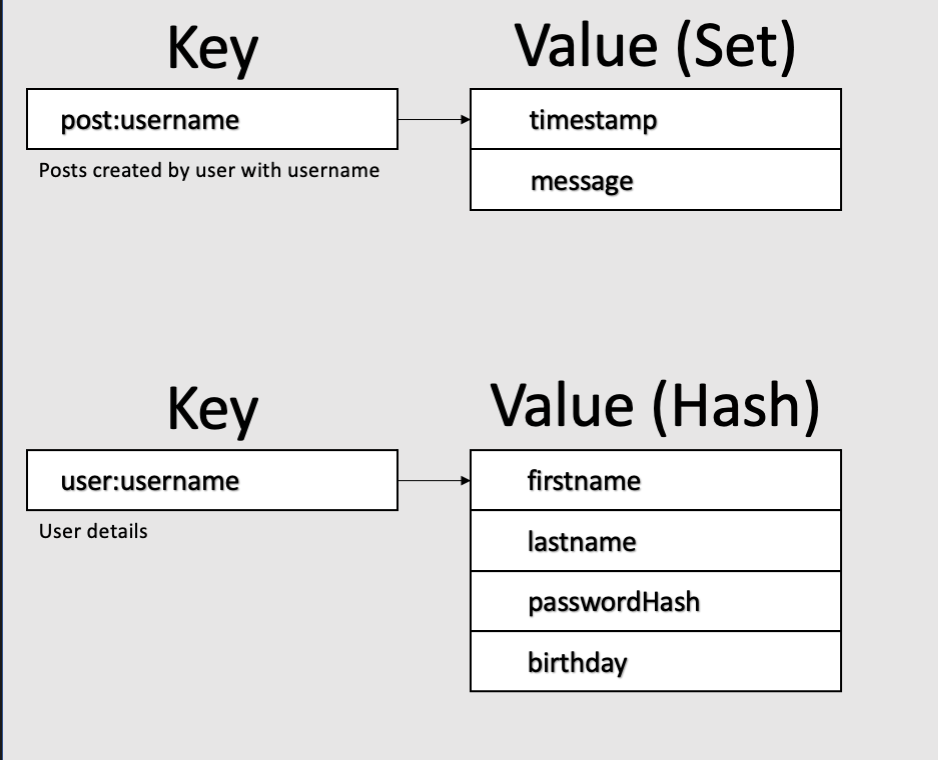 Key
Value (Set)
post:username
timestamp
Posts created by user with username
message
Key
Value (Hash)
user:username
firstname
User details
lastname
passwordHash
birthday